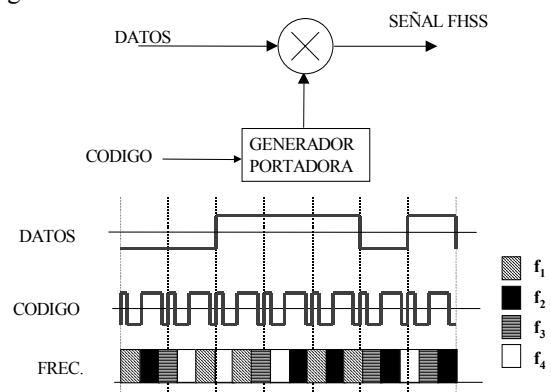 SEÑAL FHSS
DATOS
GENERADOR
PORTADORA
CODIGO
DATOS
CODIGO
FREC.
f1
f2
f3
f4